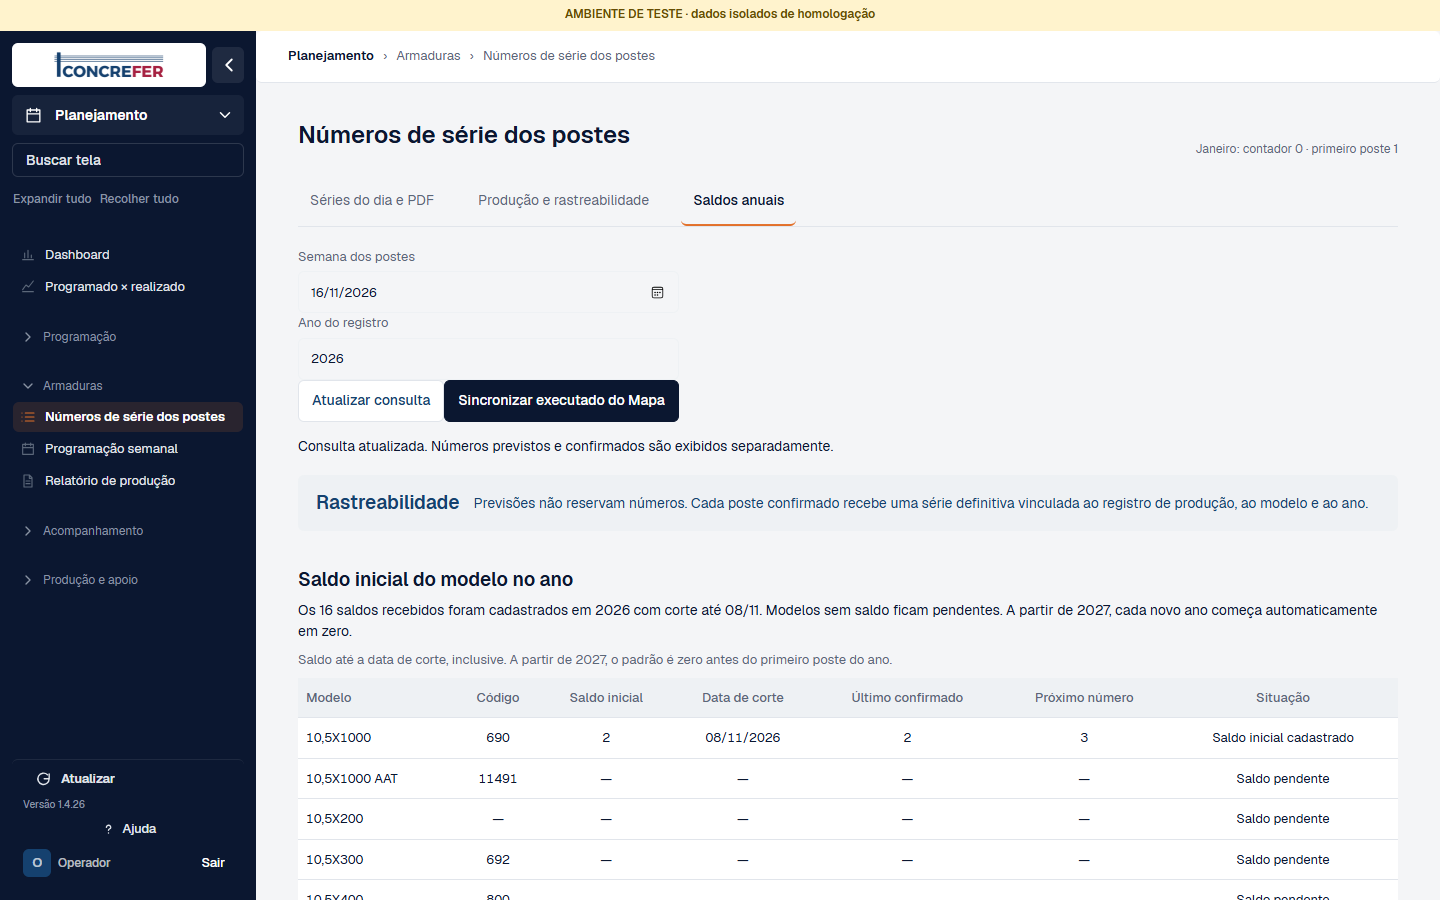 AMBIENTE DE TESTE · dados isolados de homologação
CONCREFER
Planejamento
Buscar tela
Expandir tudo Recolher tudo
Dashboard
Programado × realizado
Programação
Armaduras
Números de série dos postes
Programação semanal
Relatório de produção
Acompanhamento
Produção e apoio
Atualizar
Versão 1.4.26
? Ajuda
O Operador Sair
Planejamento › Armaduras › Números de série dos postes
Números de série dos postes
Janeiro: contador 0 · primeiro poste 1
Séries do dia e PDF Produção e rastreabilidade Saldos anuais
Semana dos postes
16/11/2026
Ano do registro
2026
Atualizar consulta Sincronizar executado do Mapa
Consulta atualizada. Números previstos e confirmados são exibidos separadamente.
Rastreabilidade Previsões não reservam números. Cada poste confirmado recebe uma série definitiva vinculada ao registro de produção, ao modelo e ao ano.
Saldo inicial do modelo no ano
Os 16 saldos recebidos foram cadastrados em 2026 com corte até 08/11. Modelos sem saldo ficam pendentes. A partir de 2027, cada novo ano começa automaticamente
em zero.
Saldo até a data de corte, inclusive. A partir de 2027, o padrão é zero antes do primeiro poste do ano.
Modelo Código Saldo inicial Data de corte Último confirmado Próximo número Situação
10,5X1000 690 2 08/11/2026 2 3 Saldo inicial cadastrado
10,5X1000 AAT 11491 — — — — Saldo pendente
10,5X200 — — — — — Saldo pendente
10,5X300 692 — — — — Saldo pendente
10,5X400 800 Saldo pendente